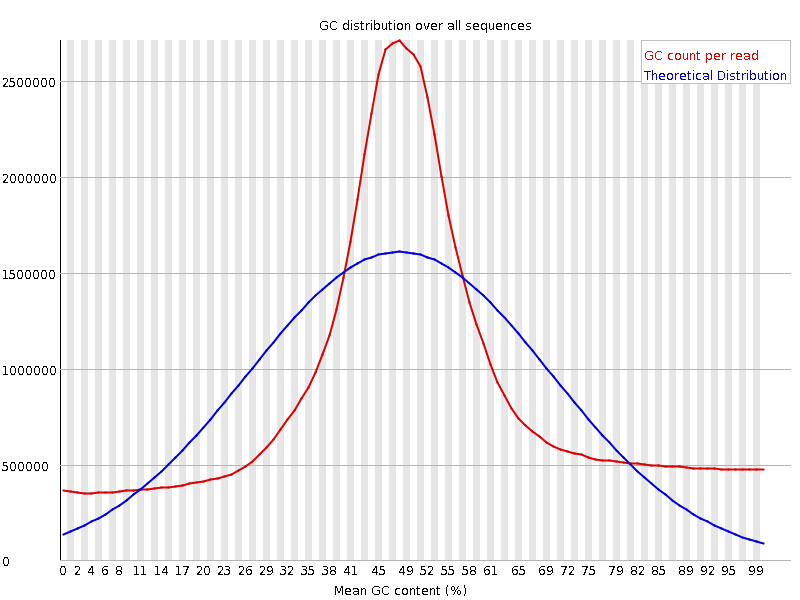 GC distribution over all sequences
GC count per read
Theoretical Distribution
2500000
2000000
1500000
1000000
500000
0
0 2 4 6 8 11 14 17 20 23 26 29 32 35 38 41 45 49 52 55 58 61 65 69 72 75 79 82 85 89 92 95 99
Mean GC content (%)